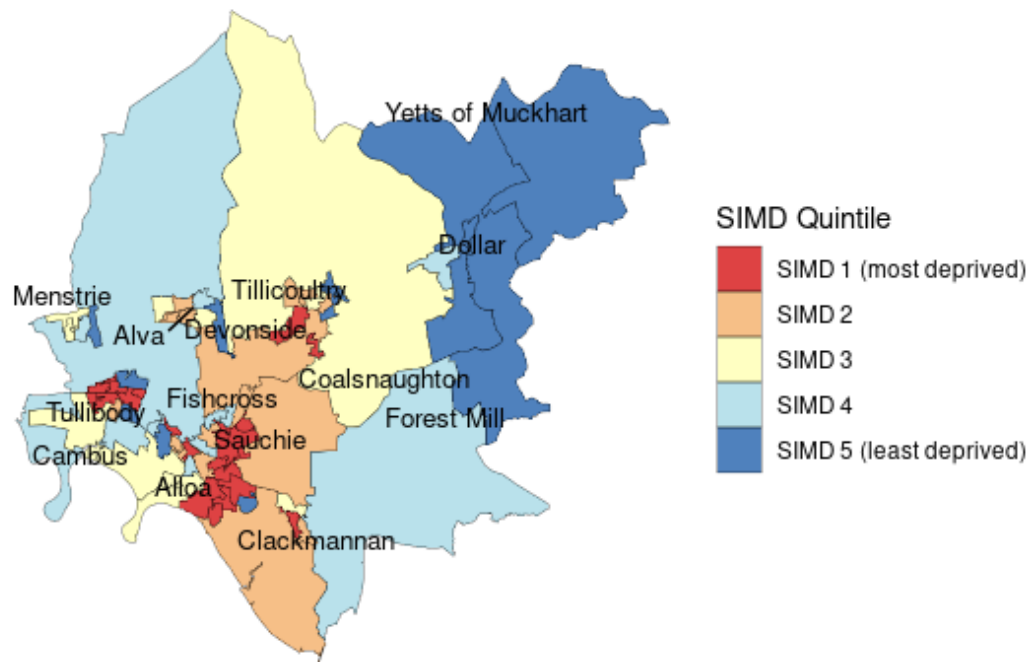 Yetts of Muckhart
Dollar
Tillicoultry
Menstrie
Alva
Devonside
Coalsnaughton
Fishcross
Tullibody
Forest Mill
Sauchie
Cambus
Alloa
Clackmannan
SIMD Quintile
SIMD 1 (most deprived)
SIMD 2
SIMD 3
SIMD 4
SIMD 5 (least deprived)